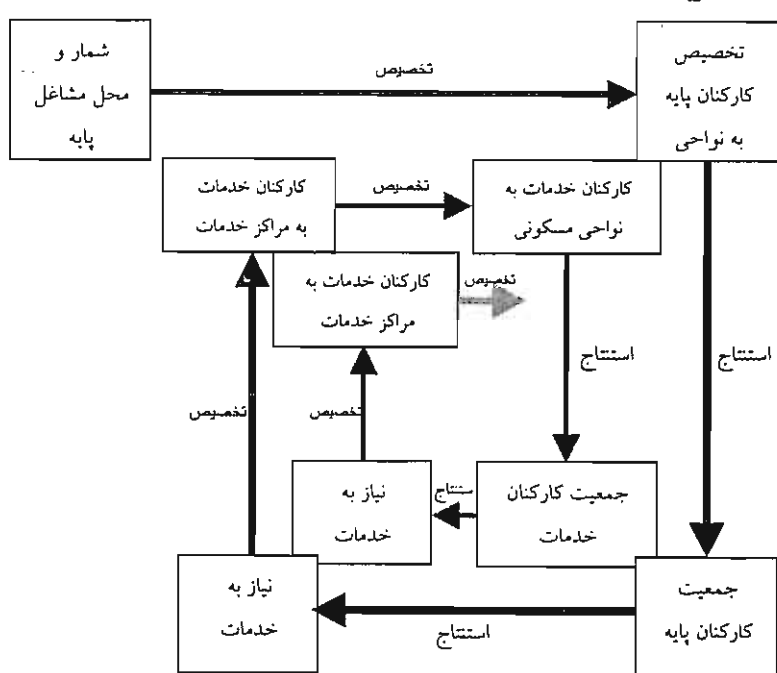 شمار و
محل مشاغل
پایه
تخصیص
تخصیص
کارکنان پایه
به نواحی
کارکنان خدمات
به مراکز خدمات
تخصیص
کارکنان خدمات به
نواحی مسکونی
کارکنان خدمات به
مراکز خدمات
تخصیص
استنتاج
استنتاج
تخصیص
تخصیص
نیاز به
خدمات
ستنتاج
جمعیت کارکنان
خدمات
نیاز به
خدمات
استنتاج
جمعیت
کارکنان پایه